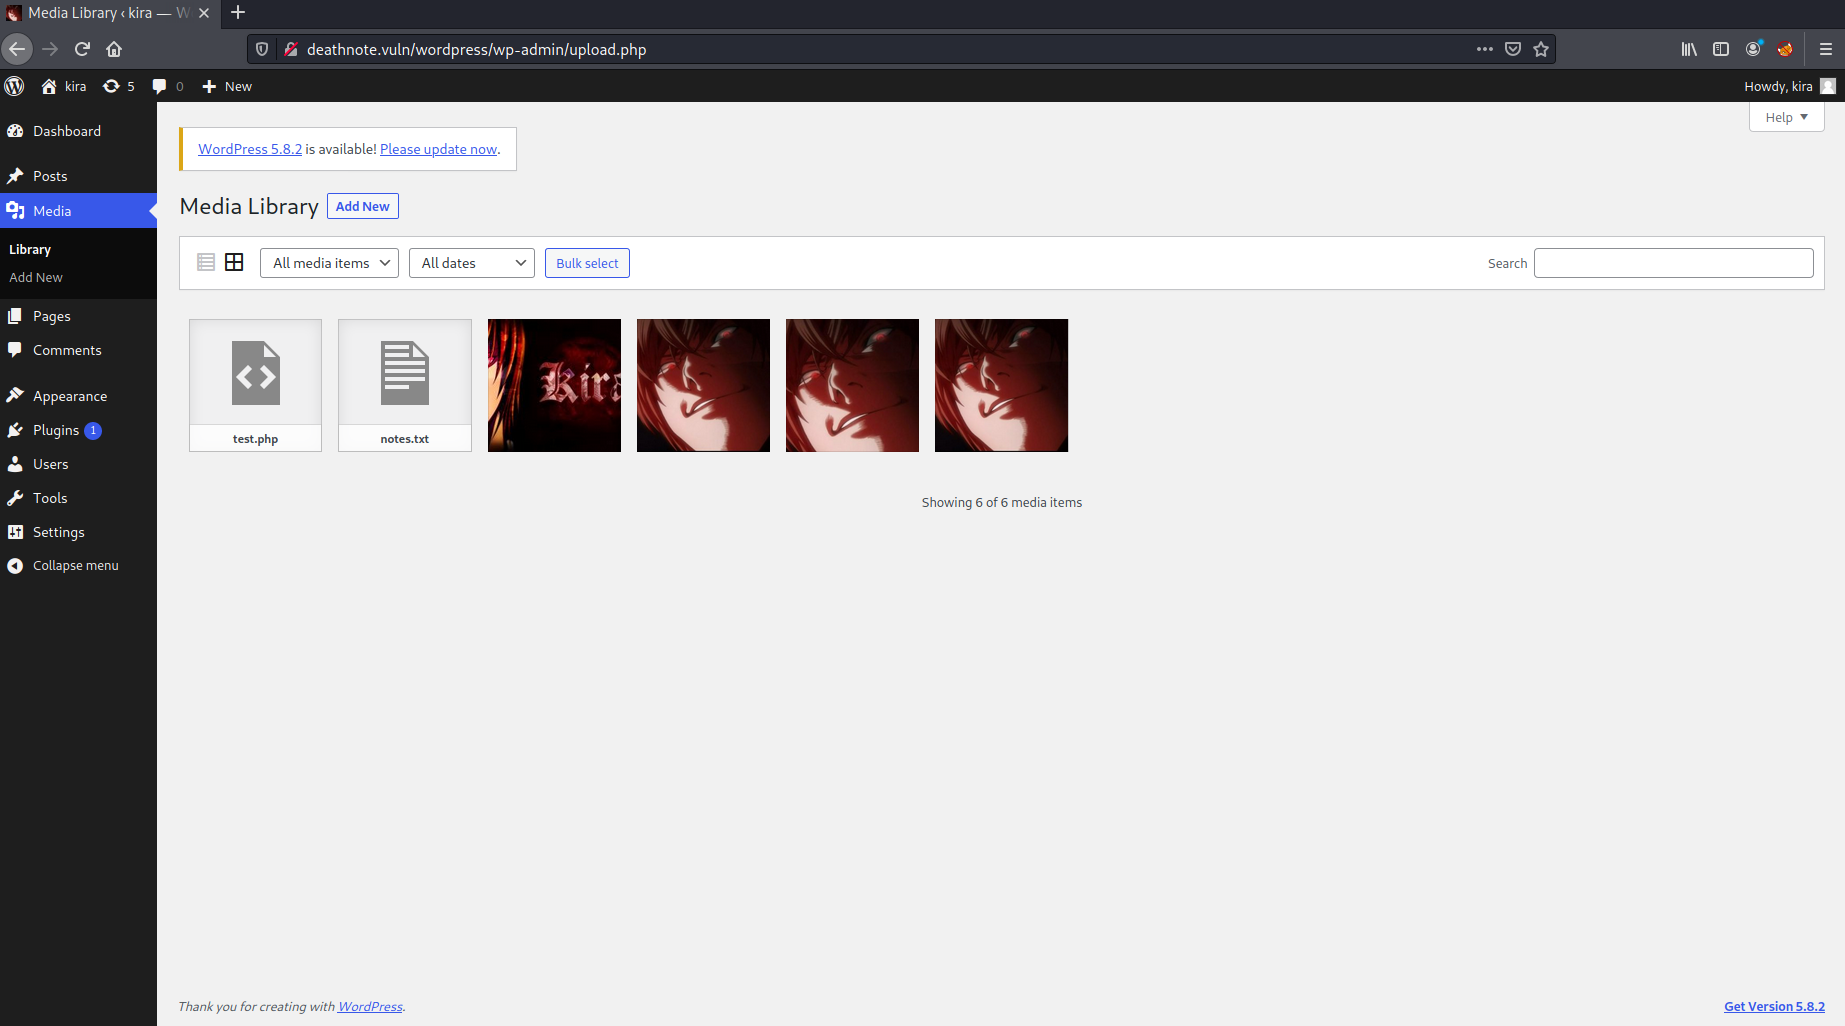 Media Library ‹ kira — W
deathnote.vuln/wordpress/wp-admin/upload.php
kira 5 0 New Howdy, kira
Help
Dashboard
Posts
Media
Library
Add New
Pages
Comments
Appearance
Plugins 1
Users
Tools
Settings
Collapse menu
WordPress 5.8.2 is available! Please update now.
Media Library Add New
All media items All dates Bulk select Search
Kira
test.php notes.txt
Showing 6 of 6 media items
Thank you for creating with WordPress. Get Version 5.8.2